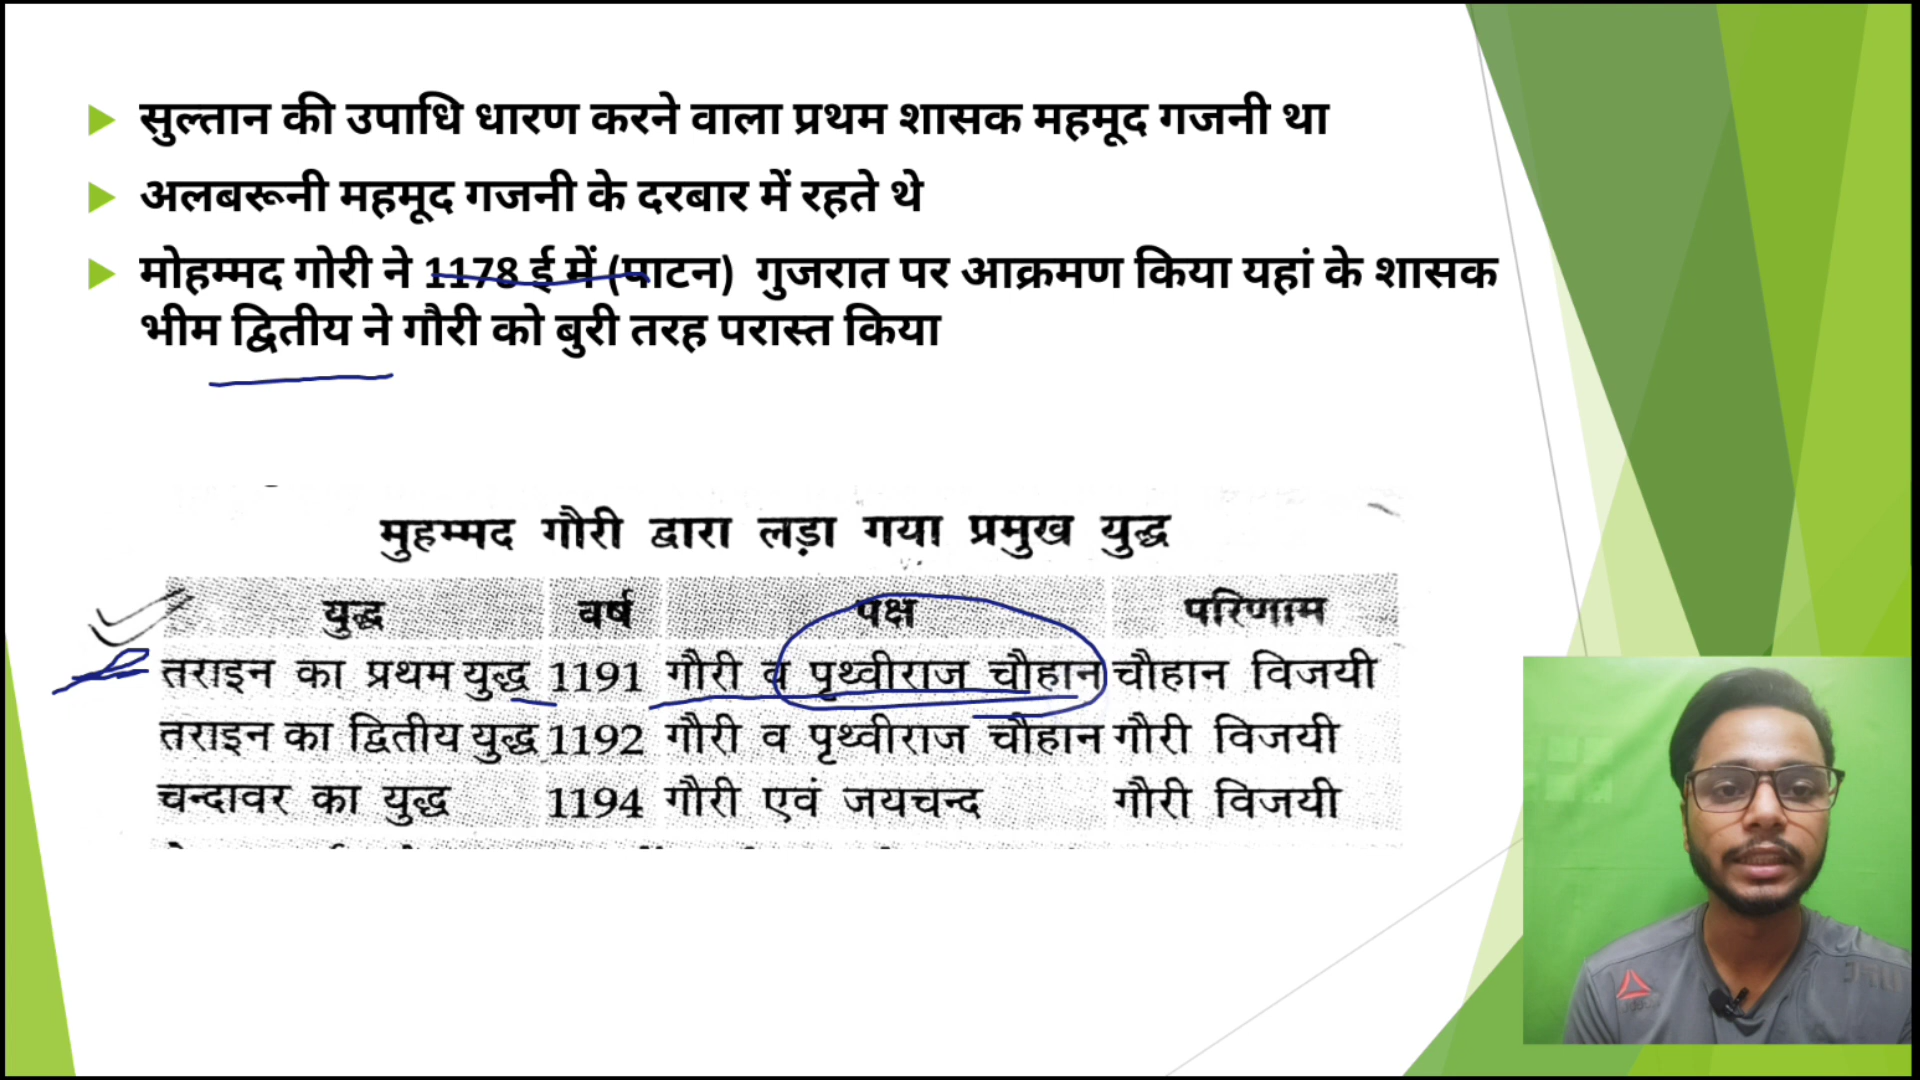 सुल्तान की उपाधि धारण करने वाला प्रथम शासक महमूद गजनी था
अलबरूनी महमूद गजनी के दरबार में रहते थे
मोहम्मद गोरी ने 1178 ई में (पाटन) गुजरात पर आक्रमण किया यहां के शासक
भीम द्वितीय ने गौरी को बुरी तरह परास्त किया
मुहम्मद गौरी द्वारा लड़ा गया प्रमुख युद्ध
युद्ध वर्ष पक्ष परिणाम
तराइन का प्रथम युद्ध 1191 गौरी व पृथ्वीराज चौहान चौहान विजयी
तराइन का द्वितीय युद्ध 1192 गौरी व पृथ्वीराज चौहान गौरी विजयी
चन्दावर का युद्ध 1194 गौरी एवं जयचन्द गौरी विजयी